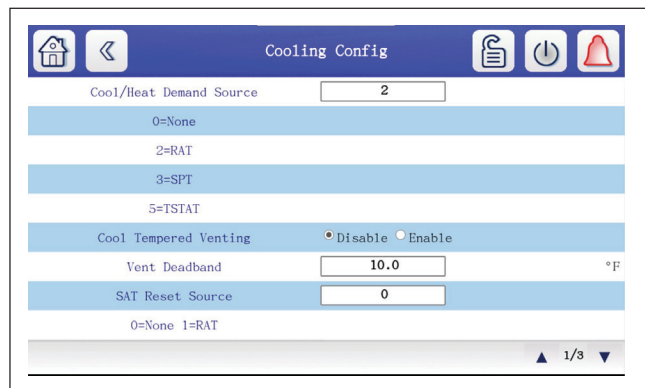 Cooling Config
Cool/Heat Demand Source 2
0=None
2=RAT
3=SPT
5=TSTAT
Cool Tempered Venting Disable Enable
Vent Deadband 10.0 °F
SAT Reset Source 0
0=None 1=RAT
1/3